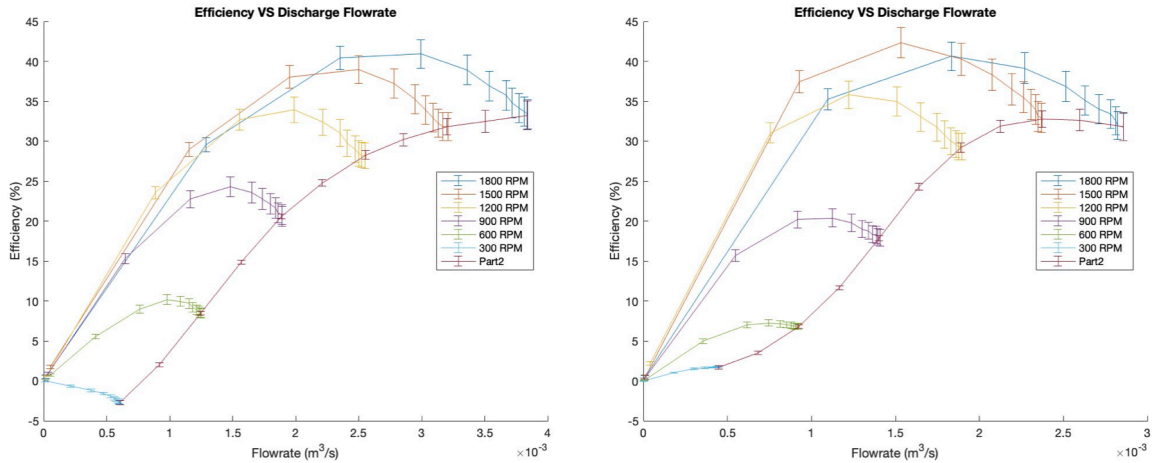 Efficiency VS Discharge Flowrate
45
40
35
30
25
20
15
10
5
0
-5
Efficiency (%)
1800 RPM
1500 RPM
1200 RPM
900 RPM
600 RPM
300 RPM
Part2
0 0.5 1 1.5 2 2.5 3 3.5 4
Flowrate (m³/s)
×10⁻³
Efficiency VS Discharge Flowrate
45
40
35
30
25
20
15
10
5
0
-5
Efficiency (%)
1800 RPM
1500 RPM
1200 RPM
900 RPM
600 RPM
300 RPM
Part2
0 0.5 1 1.5 2 2.5 3
Flowrate (m³/s)
×10⁻³